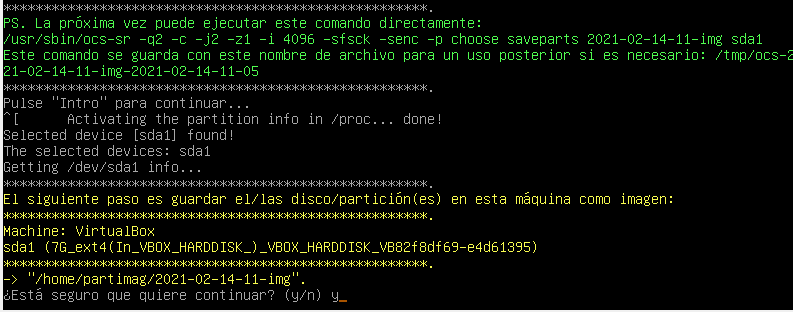 *****************************************************.
PS. La próxima vez puede ejecutar este comando directamente:
/usr/sbin/ocs-sr -q2 -c -j2 -z1 -i 4096 -sfsck -senc -p choose saveparts 2021-02-14-11-img sda1
Este comando se guarda con este nombre de archivo para un uso posterior si es necesario: /tmp/ocs-2
21-02-14-11-img-2021-02-14-11-05
*****************************************************.
Pulse "Intro" para continuar...
^[      Activating the partition info in /proc... done!
Selected device [sda1] found!
The selected devices: sda1
Getting /dev/sda1 info...
*****************************************************.
El siguiente paso es guardar el/las disco/partición(es) en esta máquina como imagen:
*****************************************************.
Machine: VirtualBox
sda1 (7G_ext4(In_VBOX_HARDDISK_)_VBOX_HARDDISK_VB82f8df69-e4d61395)
*****************************************************.
-> "/home/partimag/2021-02-14-11-img".
¿Está seguro que quiere continuar? (y/n) y_